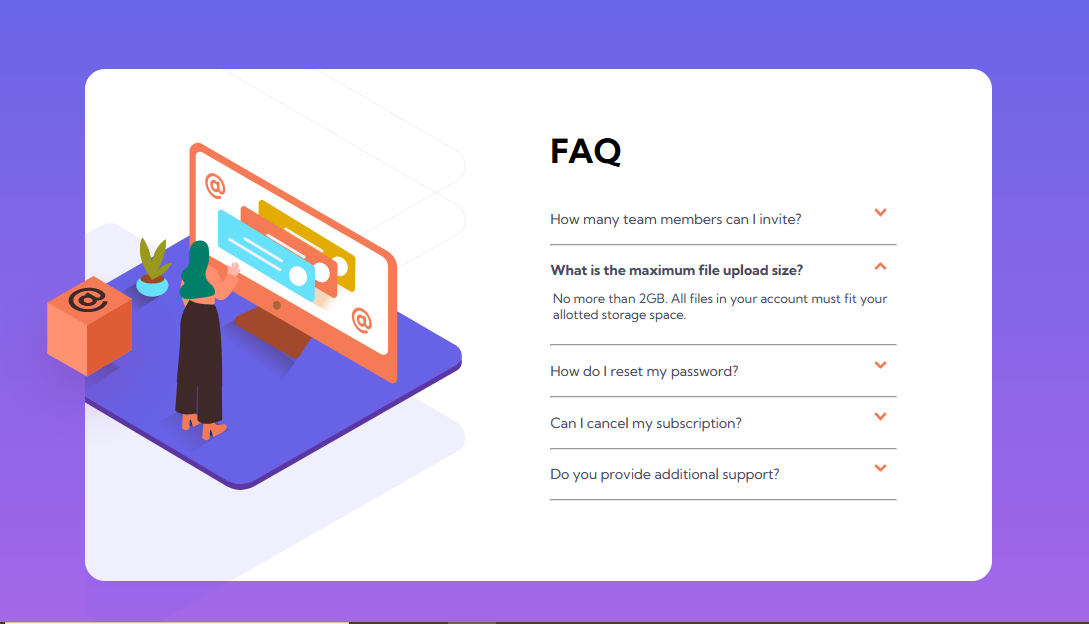 @
@
@
FAQ
How many team members can I invite?
What is the maximum file upload size?
No more than 2GB. All files in your account must fit your
allotted storage space.
How do I reset my password?
Can I cancel my subscription?
Do you provide additional support?